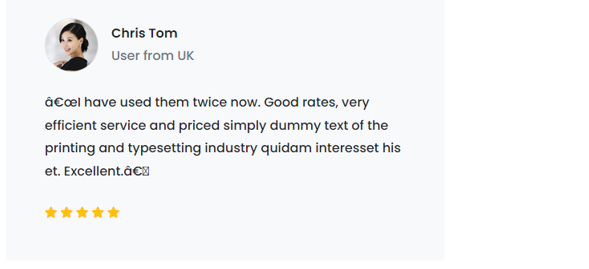 Chris Tom
User from UK
â€œI have used them twice now. Good rates, very
efficient service and priced simply dummy text of the
printing and typesetting industry quidam interesset his
et. Excellent.â€